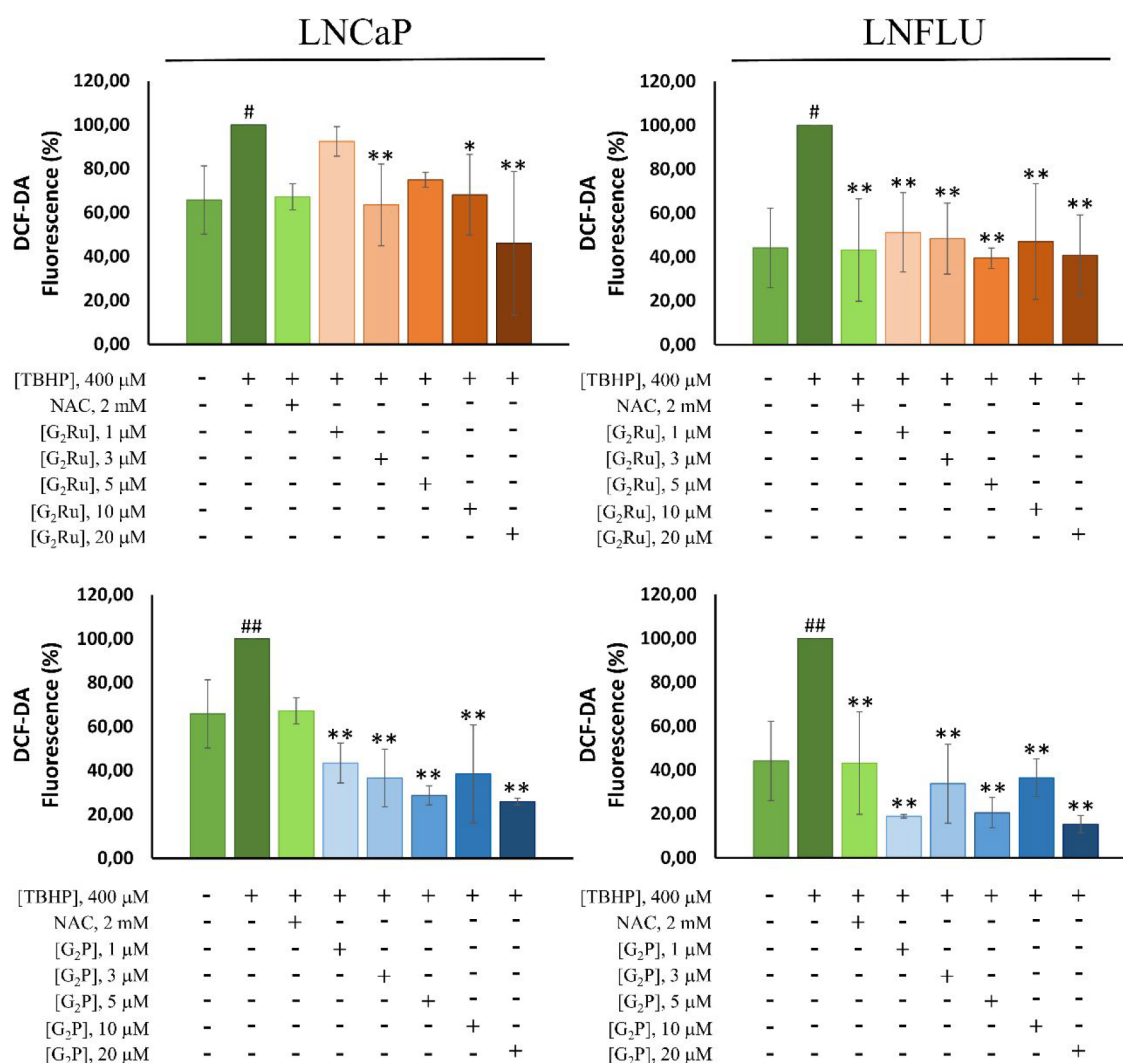 LNCaP
LNFLU
DCF-DA
Fluorescence (%)
120,00
100,00
80,00
60,00
40,00
20,00
0,00
#
**
*
**
[TBHP], 400 µM - + + + + + + +
NAC, 2 mM - - + - - - - -
[G₂Ru], 1 µM - - - + - - - -
[G₂Ru], 3 µM - - - - + - - -
[G₂Ru], 5 µM - - - - - + - -
[G₂Ru], 10 µM - - - - - - + -
[G₂Ru], 20 µM - - - - - - - +
DCF-DA
Fluorescence (%)
120,00
100,00
80,00
60,00
40,00
20,00
0,00
#
**
**
**
**
**
**
[TBHP], 400 µM - + + + + + + +
NAC, 2 mM - - + - - - - -
[G₂Ru], 1 µM - - - + - - - -
[G₂Ru], 3 µM - - - - + - - -
[G₂Ru], 5 µM - - - - - + - -
[G₂Ru], 10 µM - - - - - - + -
[G₂Ru], 20 µM - - - - - - - +
DCF-DA
Fluorescence (%)
120,00
100,00
80,00
60,00
40,00
20,00
0,00
##
**
**
**
**
**
[TBHP], 400 µM - + + + + + + +
NAC, 2 mM - - + - - - - -
[G₂P], 1 µM - - - + - - - -
[G₂P], 3 µM - - - - + - - -
[G₂P], 5 µM - - - - - + - -
[G₂P], 10 µM - - - - - - + -
[G₂P], 20 µM - - - - - - - +
DCF-DA
Fluorescence (%)
120,00
100,00
80,00
60,00
40,00
20,00
0,00
##
**
**
**
**
**
**
[TBHP], 400 µM - + + + + + + +
NAC, 2 mM - - + - - - - -
[G₂P], 1 µM - - - + - - - -
[G₂P], 3 µM - - - - + - - -
[G₂P], 5 µM - - - - - + - -
[G₂P], 10 µM - - - - - - + -
[G₂P], 20 µM - - - - - - - +